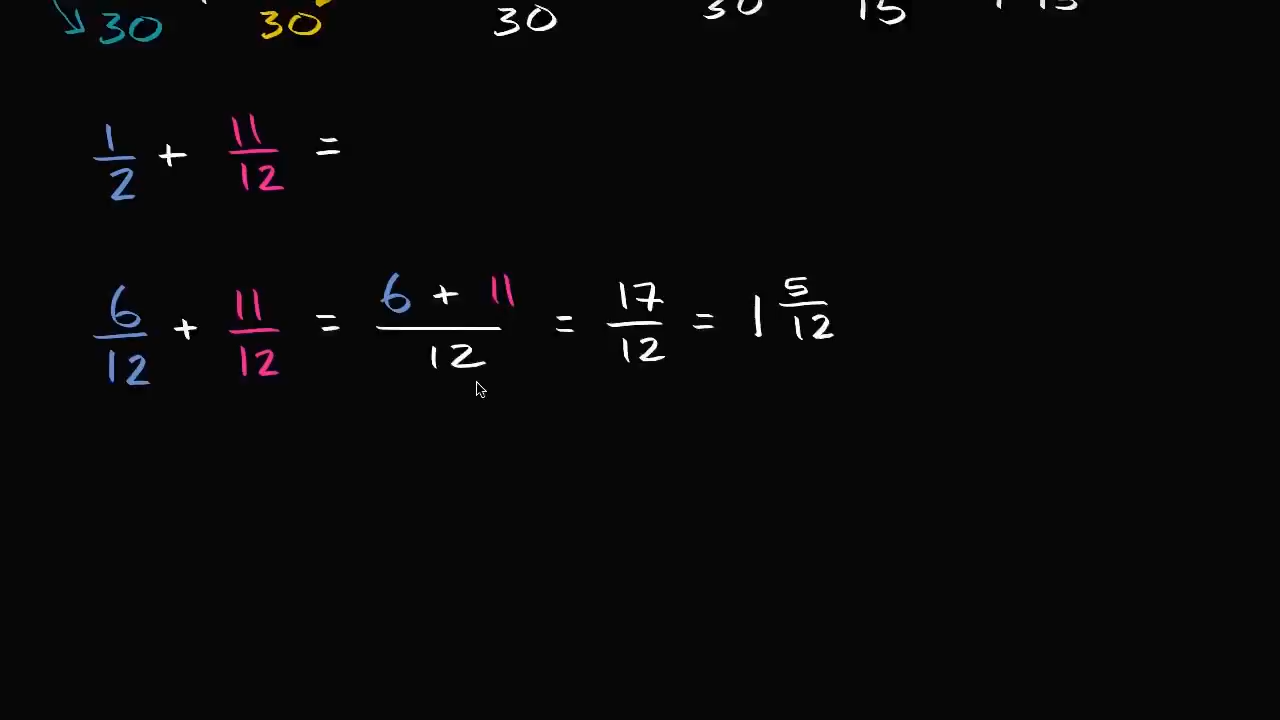 30 30 30 30 15
1/2 + 11/12 =
6/12 + 11/12 = (6 + 11)/12 = 17/12 = 1 5/12